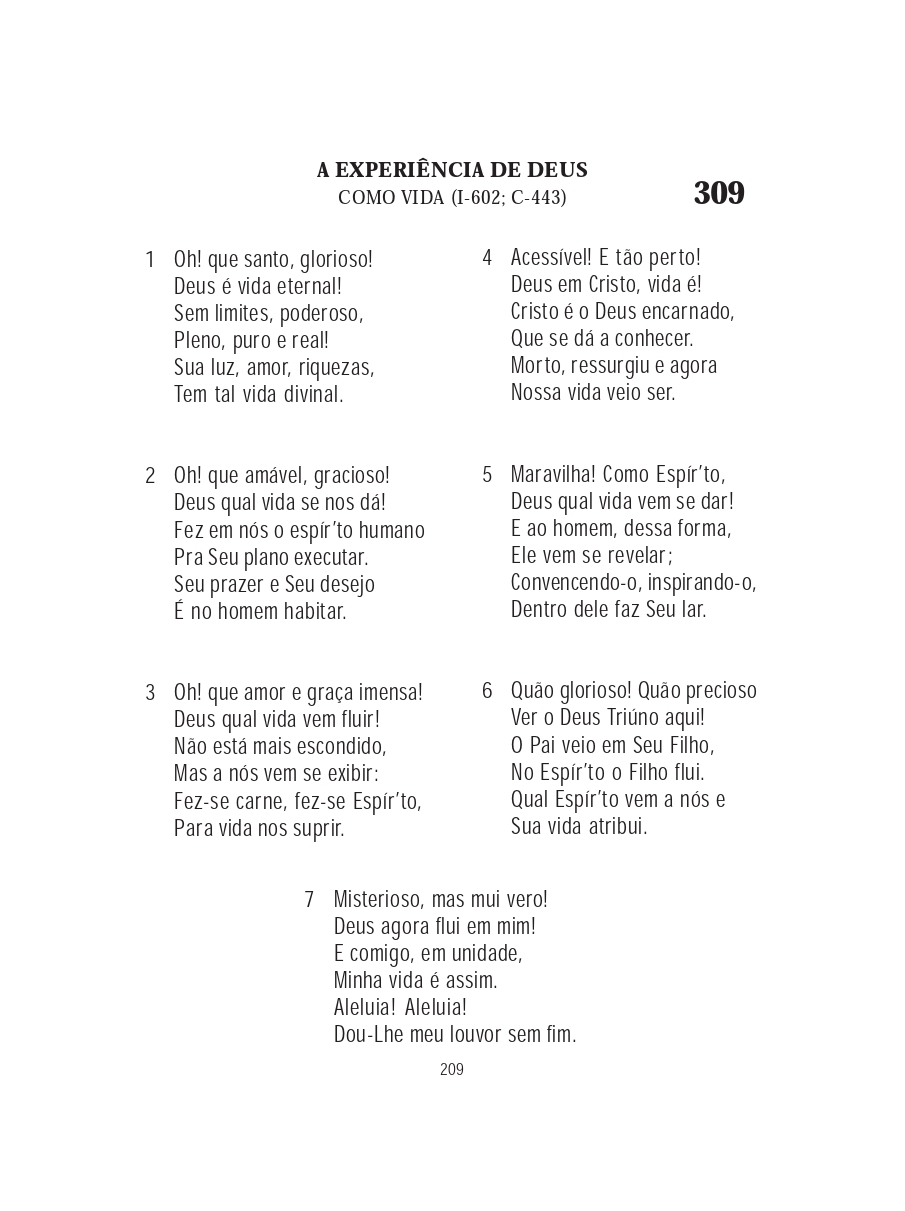 A EXPERIÊNCIA DE DEUS
COMO VIDA (I-602; C-443)
309
1 Oh! que santo, glorioso!
Deus é vida eternal!
Sem limites, poderoso,
Pleno, puro e real!
Sua luz, amor, riquezas,
Tem tal vida divinal.
2 Oh! que amável, gracioso!
Deus qual vida se nos dá!
Fez em nós o espír’to humano
Pra Seu plano executar.
Seu prazer e Seu desejo
É no homem habitar.
3 Oh! que amor e graça imensa!
Deus qual vida vem fluir!
Não está mais escondido,
Mas a nós vem se exibir:
Fez-se carne, fez-se Espír’to,
Para vida nos suprir.
4 Acessível! E tão perto!
Deus em Cristo, vida é!
Cristo é o Deus encarnado,
Que se dá a conhecer.
Morto, ressurgiu e agora
Nossa vida veio ser.
5 Maravilha! Como Espír’to,
Deus qual vida vem se dar!
E ao homem, dessa forma,
Ele vem se revelar;
Convencendo-o, inspirando-o,
Dentro dele faz Seu lar.
6 Quão glorioso! Quão precioso
Ver o Deus Triúno aqui!
O Pai veio em Seu Filho,
No Espír’to o Filho flui.
Qual Espír’to vem a nós e
Sua vida atribui.
7 Misterioso, mas mui vero!
Deus agora flui em mim!
E comigo, em unidade,
Minha vida é assim.
Aleluia! Aleluia!
Dou-Lhe meu louvor sem fim.
209